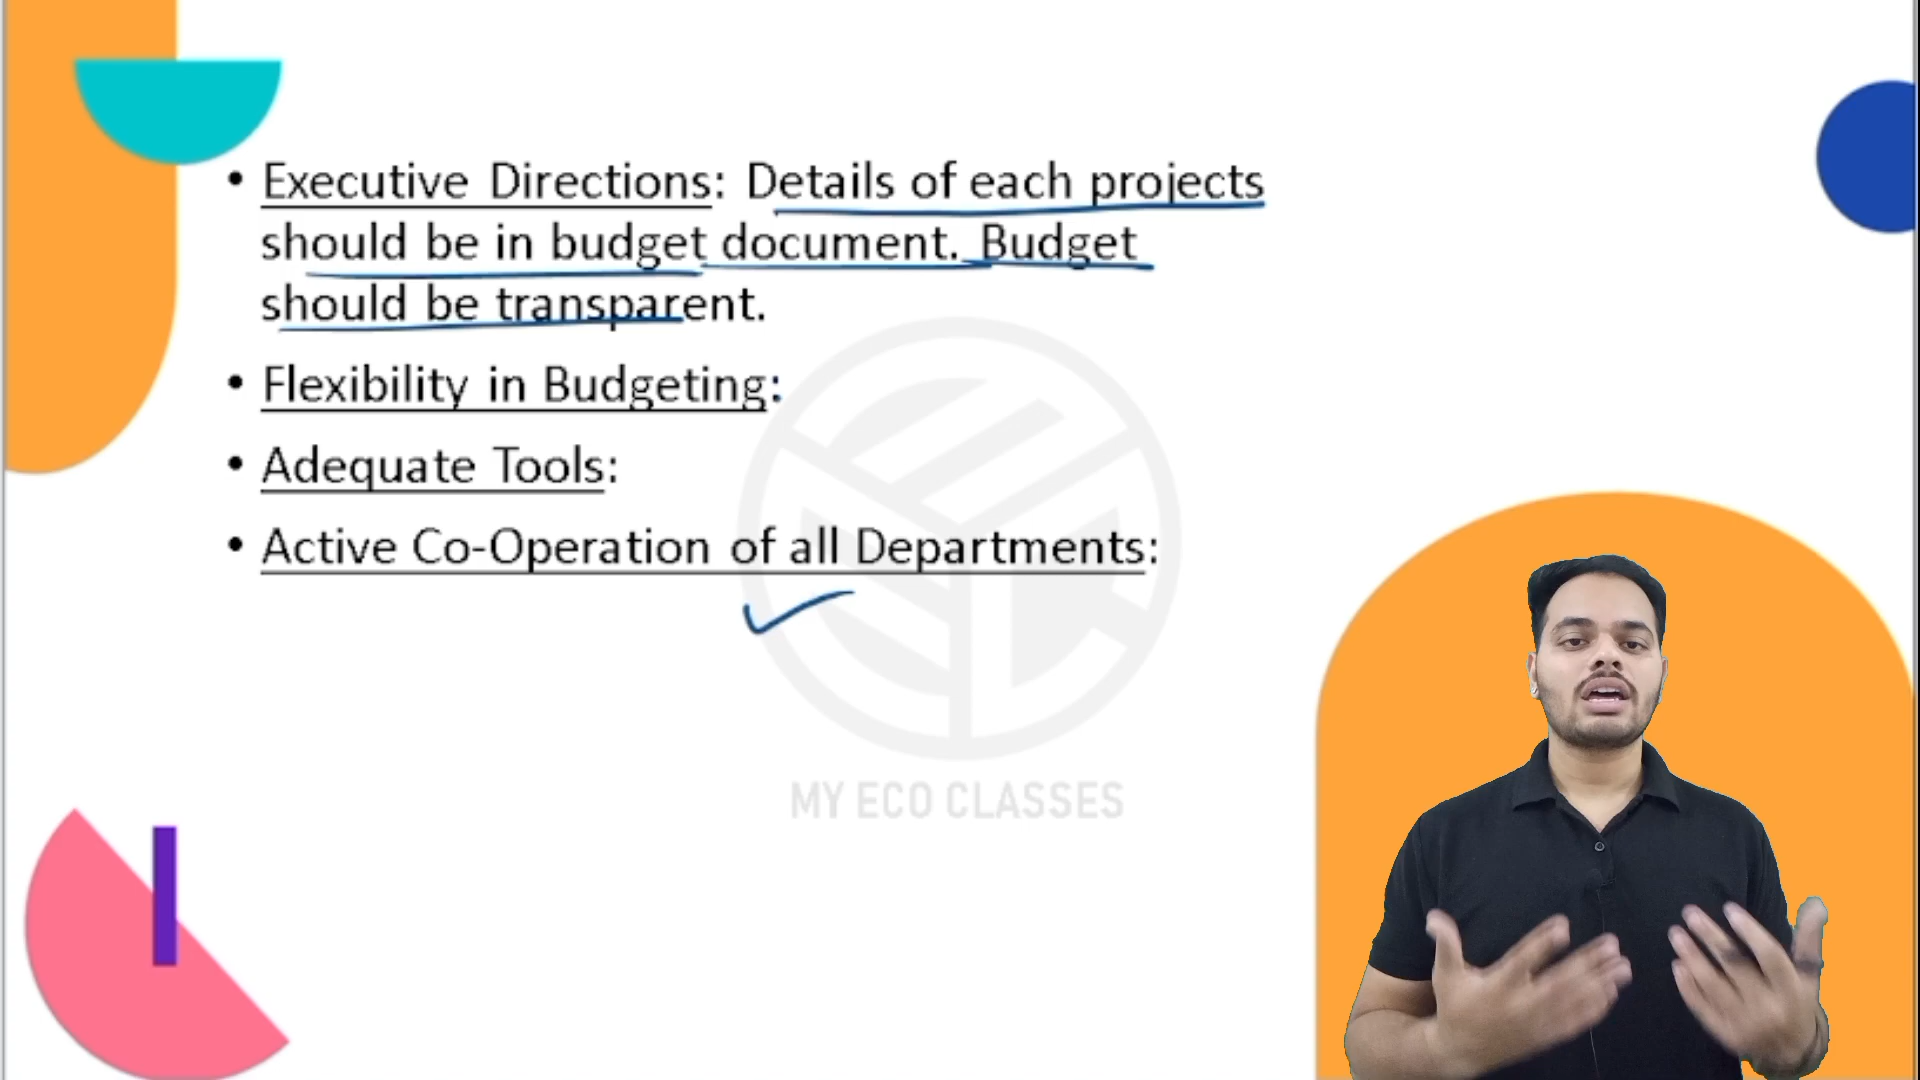 • Executive Directions: Details of each projects
should be in budget document. Budget
should be transparent.
• Flexibility in Budgeting:
• Adequate Tools:
• Active Co-Operation of all Departments:
MY ECO CLASSES